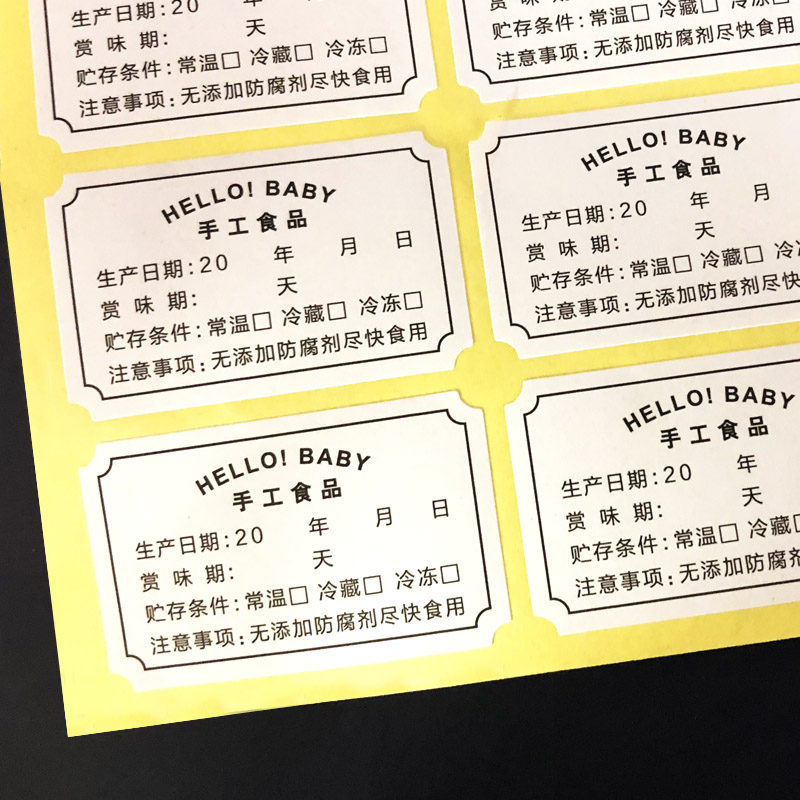 生产日期:20 年
赏 味 期: 天
贮存条件:常温□ 冷藏□ 冷冻□
注意事项:无添加防腐剂尽快食用
贮存条件:常温□ 冷藏□ 冷冻
注意事项:无添加防腐剂尽快食用
HELLO! BABY
手工食品
生产日期:20 年 月 日
赏 味 期: 天
贮存条件:常温□ 冷藏□ 冷冻□
注意事项:无添加防腐剂尽快食用
HELLO! BABY
手工食品
生产日期:20 年 月
赏 味 期: 天
贮存条件:常温□ 冷藏□ 冷
注意事项:无添加防腐剂尽快
HELLO! BABY
手工食品
生产日期:20 年 月 日
赏 味 期: 天
贮存条件:常温□ 冷藏□ 冷冻□
注意事项:无添加防腐剂尽快食用
HELLO! BABY
手工食品
生产日期:20 年
赏 味 期: 天
贮存条件:常温□ 冷藏□
注意事项:无添加防腐剂